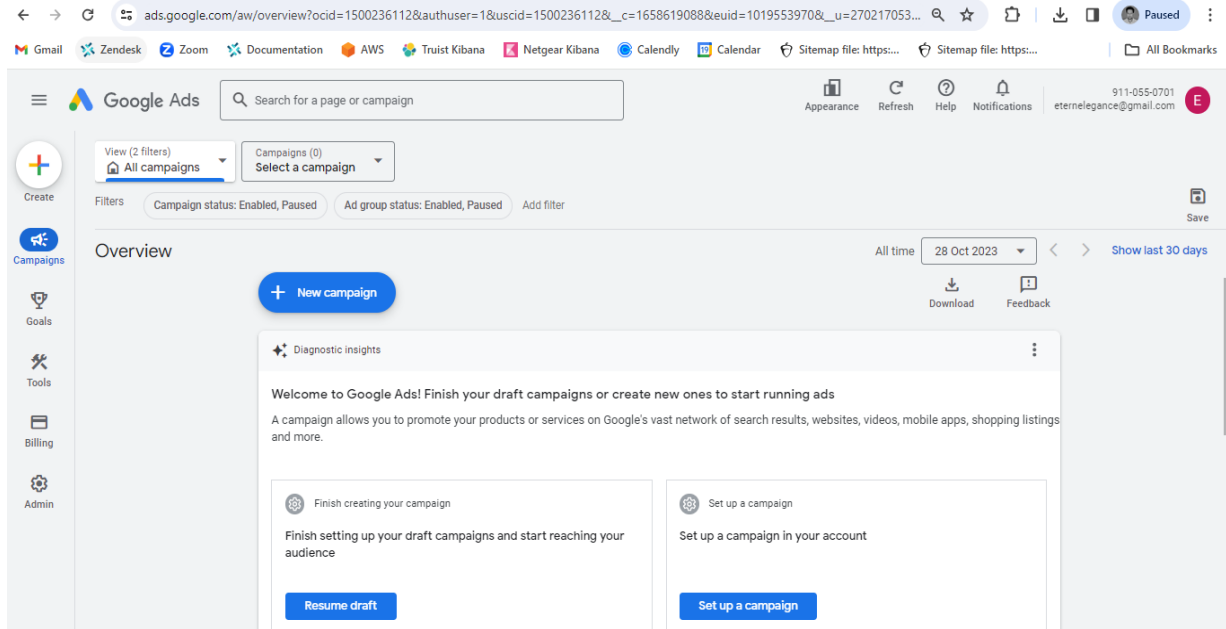 ads.google.com/aw/overview?ocid=1500236112&authuser=1&uscid=1500236112&__c=1658619088&euid=1019553970&__u=270217053...
Paused
Gmail
Zendesk
Zoom
Documentation
AWS
Truist Kibana
Netgear Kibana
Calendly
19
Calendar
Sitemap file: https:...
Sitemap file: https:...
All Bookmarks
Google Ads
Search for a page or campaign
Appearance
Refresh
Help
Notifications
911-055-0701
eternelegance@gmail.com
E
Create
Campaigns
Goals
Tools
Billing
Admin
View (2 filters)
All campaigns
Campaigns (0)
Select a campaign
Filters
Campaign status: Enabled, Paused
Ad group status: Enabled, Paused
Add filter
Save
Overview
All time
28 Oct 2023
Show last 30 days
New campaign
Download
Feedback
Diagnostic insights
Welcome to Google Ads! Finish your draft campaigns or create new ones to start running ads
A campaign allows you to promote your products or services on Google's vast network of search results, websites, videos, mobile apps, shopping listings
and more.
Finish creating your campaign
Finish setting up your draft campaigns and start reaching your
audience
Resume draft
Set up a campaign
Set up a campaign in your account
Set up a campaign